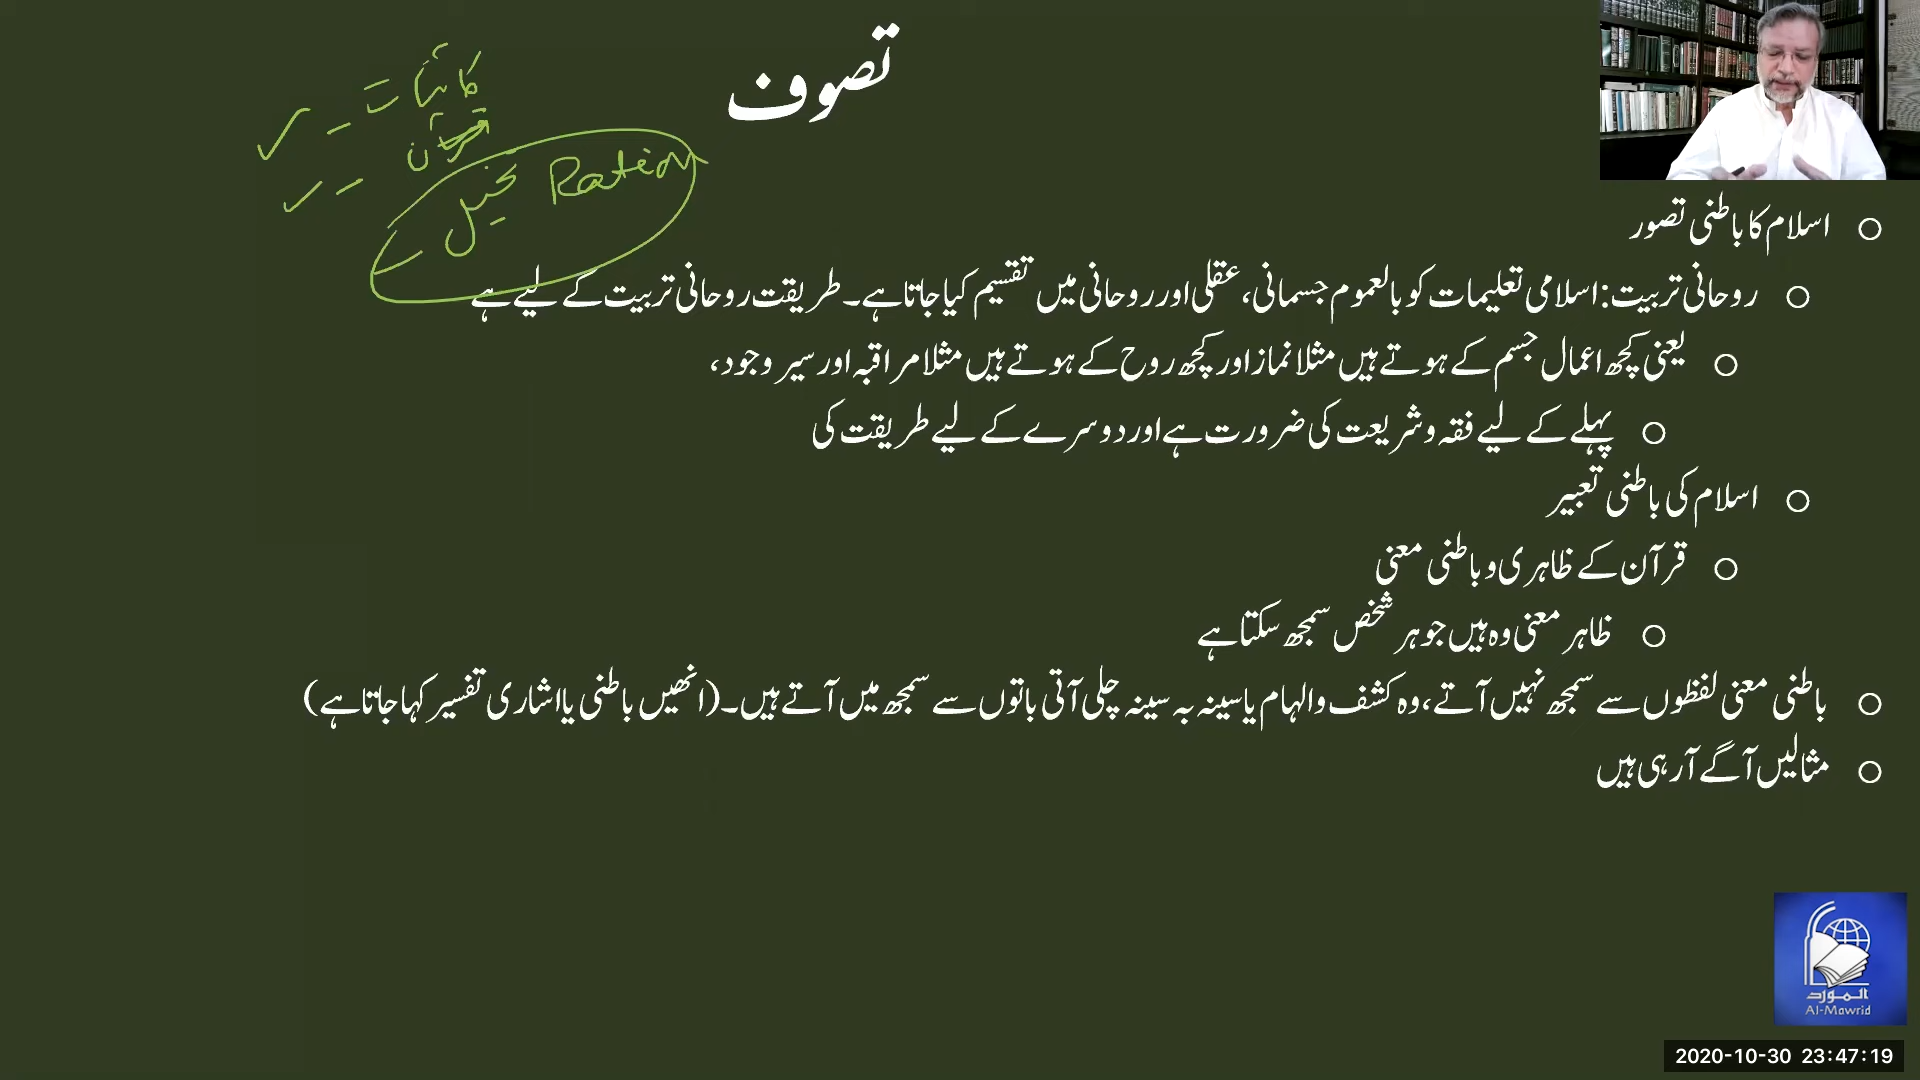 تصوف
کائنات -
قرآن -
تخیل Ration
اسلام کا باطنی تصور
روحانی تربیت: اسلامی تعلیمات کو بالعموم جسمانی، عقلی اور روحانی میں تقسیم کیا جاتا ہے۔ طریقت روحانی تربیت کے لیے ہے
یعنی کچھ اعمال جسم کے ہوتے ہیں مثلا نماز اور کچھ روح کے ہوتے ہیں مثلا مراقبہ اور سیر وجود،
پہلے کے لیے فقہ و شریعت کی ضرورت ہے اور دوسرے کے لیے طریقت کی
اسلام کی باطنی تعبیر
قرآن کے ظاہری و باطنی معنی
ظاہر معنی وہ ہیں جو ہر شخص سمجھ سکتا ہے
باطنی معنی لفظوں سے سمجھ نہیں آتے، وہ کشف و الہام یا سینہ بہ سینہ چلی آتی باتوں سے سمجھ میں آتے ہیں۔ (انھیں باطنی یا اشاری تفسیر کہا جاتا ہے)
مثالیں آگے آ رہی ہیں
المورد
Al-Mawrid
2020-10-30 23:47:19